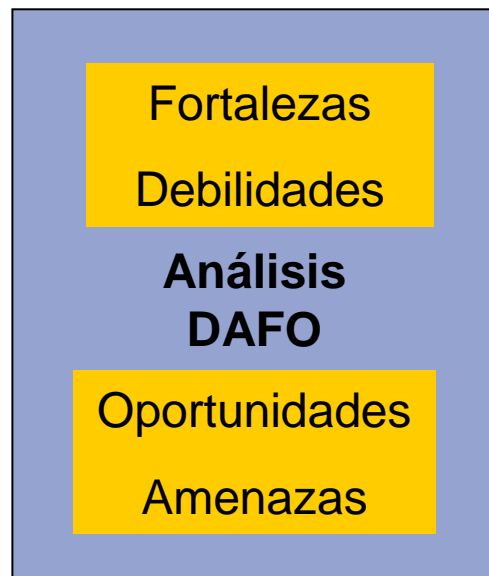 Fortalezas
Debilidades
Análisis
DAFO
Oportunidades
Amenazas